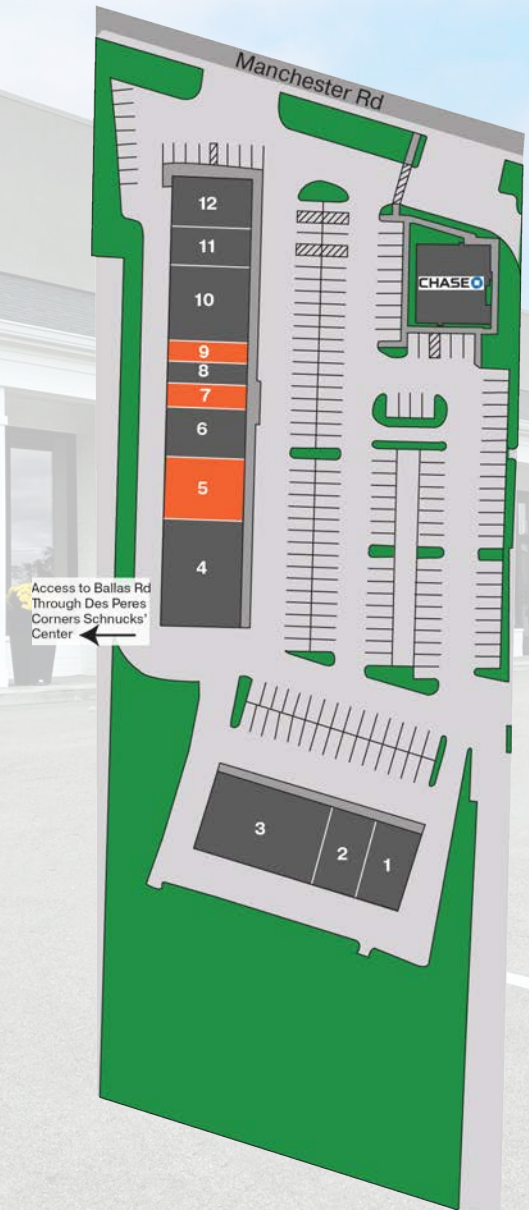 Manchester Rd
12
11
CHASE
10
9
8
7
6
5
4
Access to Ballas Rd
Through Des Peres
Corners Schnucks'
Center
3
2
1